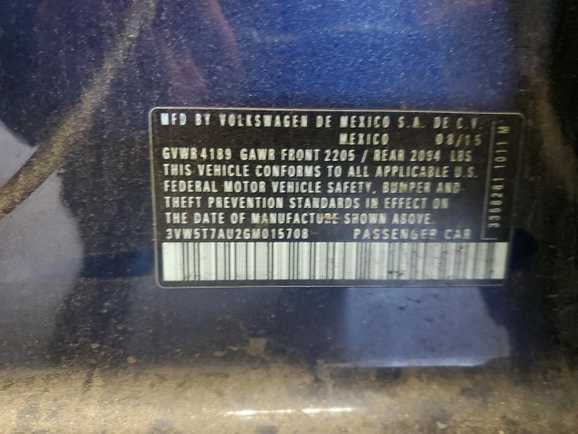 MFD BY VOLKSWAGEN DE MEXICO S.A. DE C.V.
MEXICO 08/15
GVWR 4189 GAWR FRONT 2205 / REAR 2094 LBS
THIS VEHICLE CONFORMS TO ALL APPLICABLE U.S.
FEDERAL MOTOR VEHICLE SAFETY, BUMPER AND
THEFT PREVENTION STANDARDS IN EFFECT ON
THE DATE OF MANUFACTURE SHOWN ABOVE.
3VW5T7AU2GM015708 PASSENGER CAR